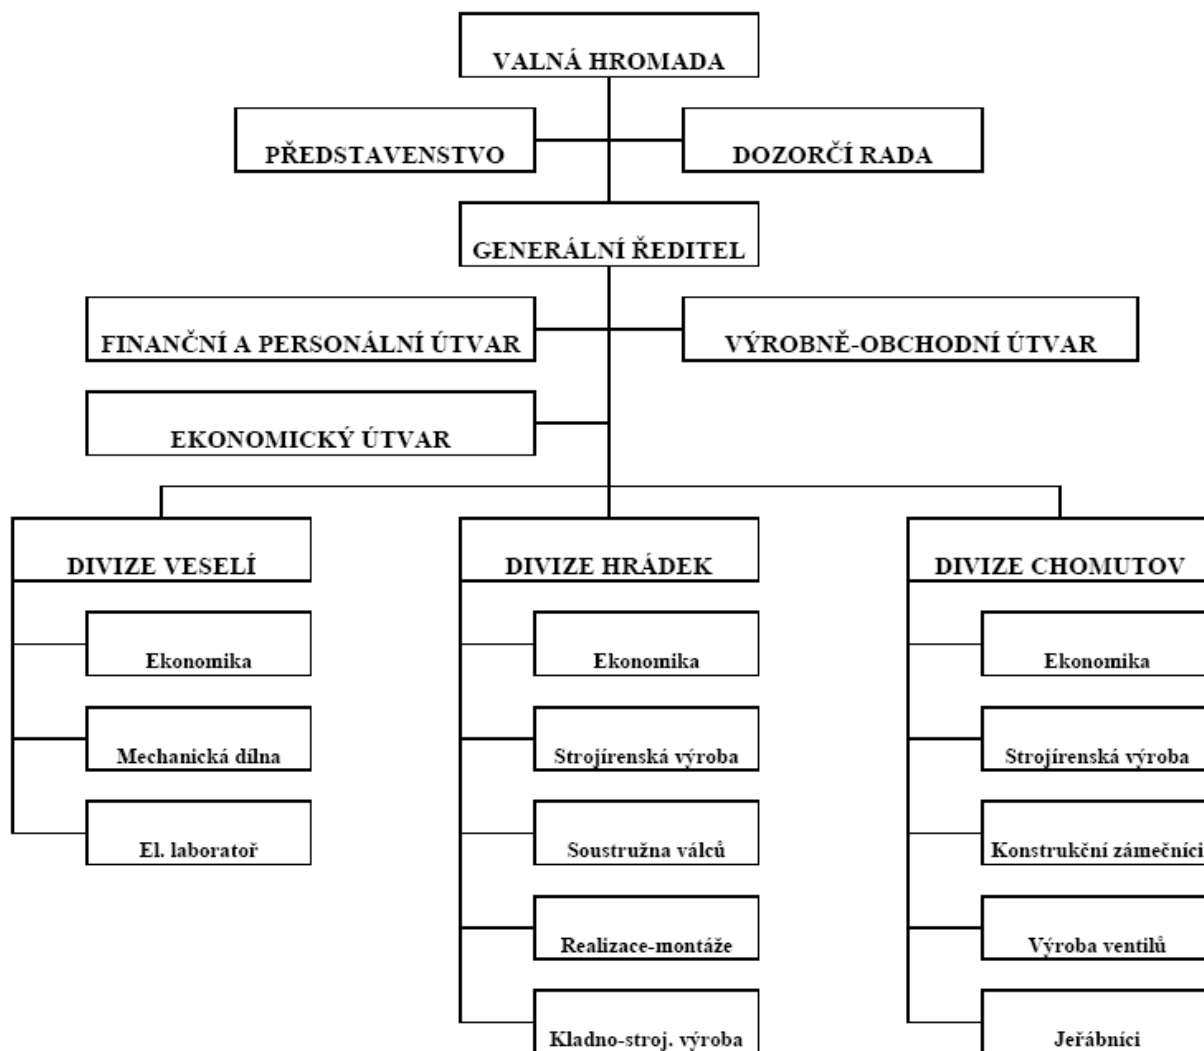 VALNÁ HROMADA
PŘEDSTAVENSTVO
DOZORČÍ RADA
GENERÁLNÍ ŘEDITEL
FINANČNÍ A PERSONÁLNÍ ÚTVAR
VÝROBNĚ-OBCHODNÍ ÚTVAR
EKONOMICKÝ ÚTVAR
DIVIZE VESELÍ
Ekonomika
Mechanická dílna
El. laboratoř
DIVIZE HRÁDEK
Ekonomika
Strojírenská výroba
Soustružna válců
Realizace-montáže
Kladno-stroj. výroba
DIVIZE CHOMUTOV
Ekonomika
Strojírenská výroba
Konstrukční zámečníci
Výroba ventilů
Jeřábníci